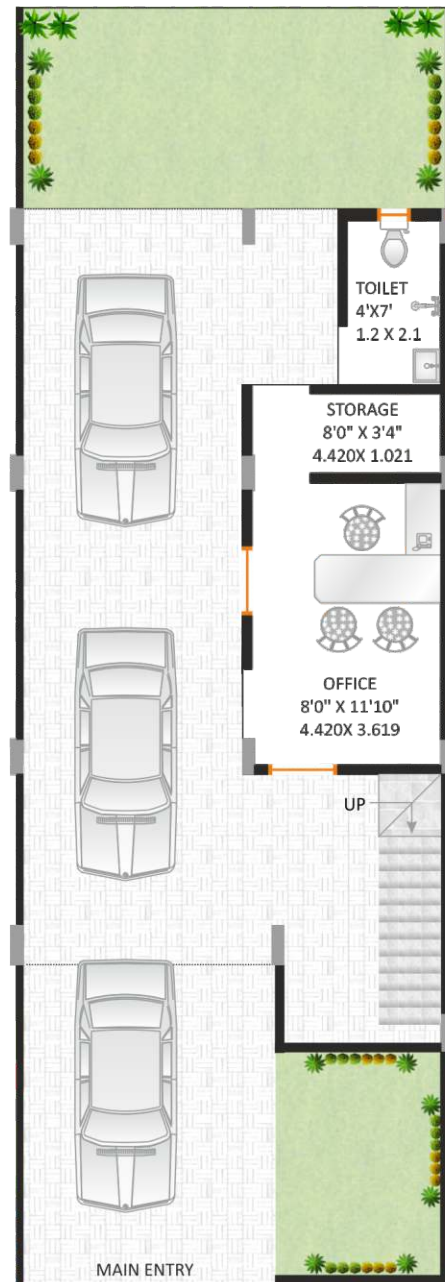 TOILET
4'X7'
1.2 X 2.1
STORAGE
8'0" X 3'4"
4.420X 1.021
OFFICE
8'0" X 11'10"
4.420X 3.619
UP
MAIN ENTRY